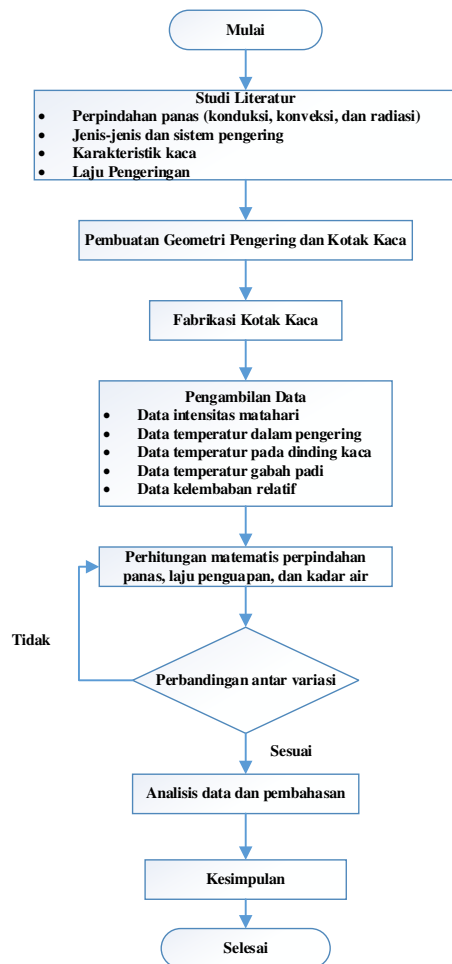 Mulai
Studi Literatur
• Perpindahan panas (konduksi, konveksi, dan radiasi)
• Jenis-jenis dan sistem pengering
• Karakteristik kaca
• Laju Pengeringan
Pembuatan Geometri Pengering dan Kotak Kaca
Fabrikasi Kotak Kaca
Pengambilan Data
• Data intensitas matahari
• Data temperatur dalam pengering
• Data temperatur pada dinding kaca
• Data temperatur gabah padi
• Data kelembaban relatif
Perhitungan matematis perpindahan
panas, laju penguapan, dan kadar air
Tidak
Perbandingan antar variasi
Sesuai
Analisis data dan pembahasan
Kesimpulan
Selesai